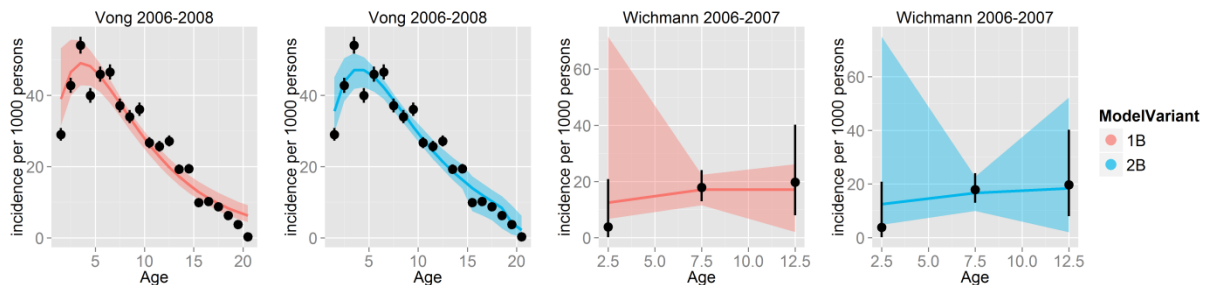 Vong 2006-2008
incidence per 1000 persons
40
20
0
5
10
15
20
Age
Vong 2006-2008
incidence per 1000 persons
40
20
0
5
10
15
20
Age
Wichmann 2006-2007
incidence per 1000 persons
60
40
20
0
2.5
5.0
7.5
10.0
12.5
Age
Wichmann 2006-2007
incidence per 1000 persons
60
40
20
0
2.5
5.0
7.5
10.0
12.5
Age
ModelVariant
1B
2B